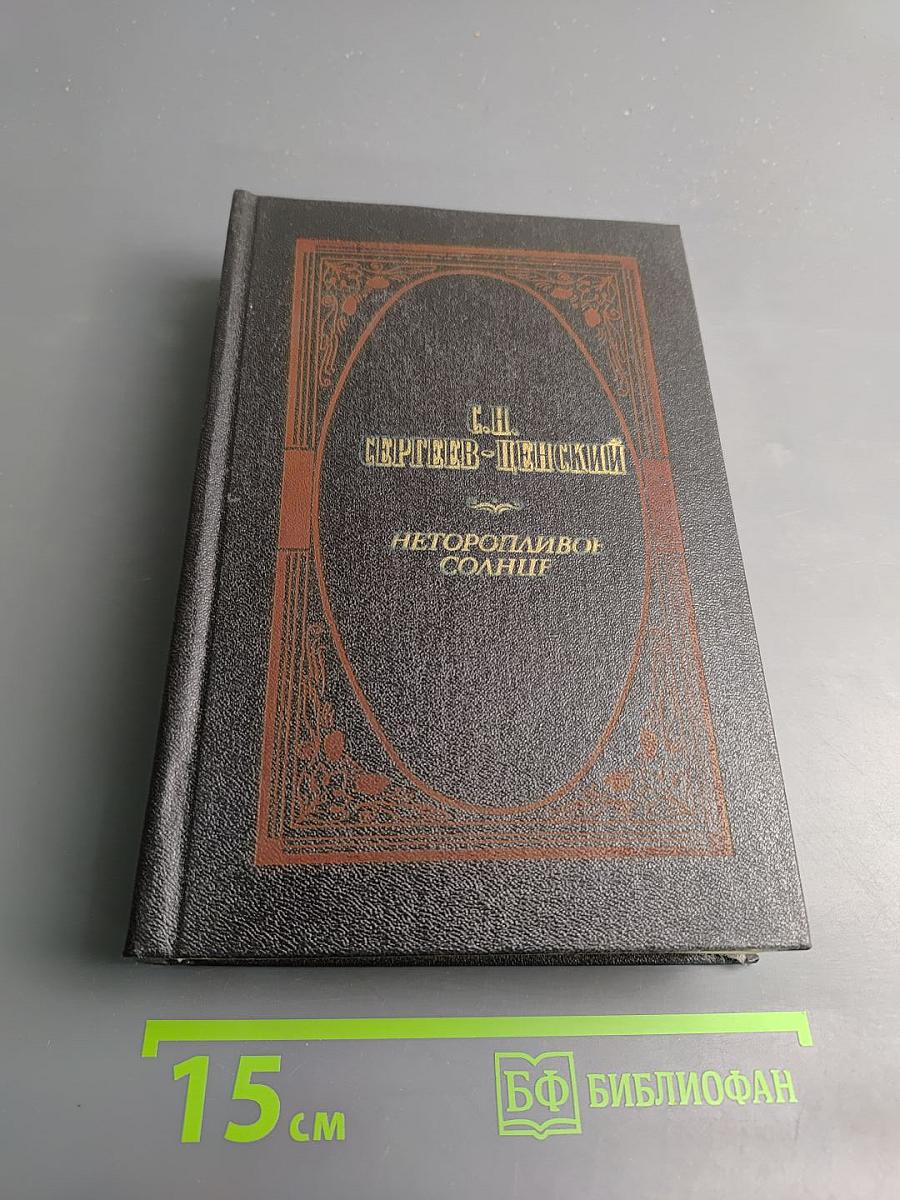 С.Н.
СЕРГЕЕВ-ЦЕНСКИЙ
НЕТОРОПЛИВОЕ
СОЛНЦЕ
15 см
БФ БИБЛИОФАН